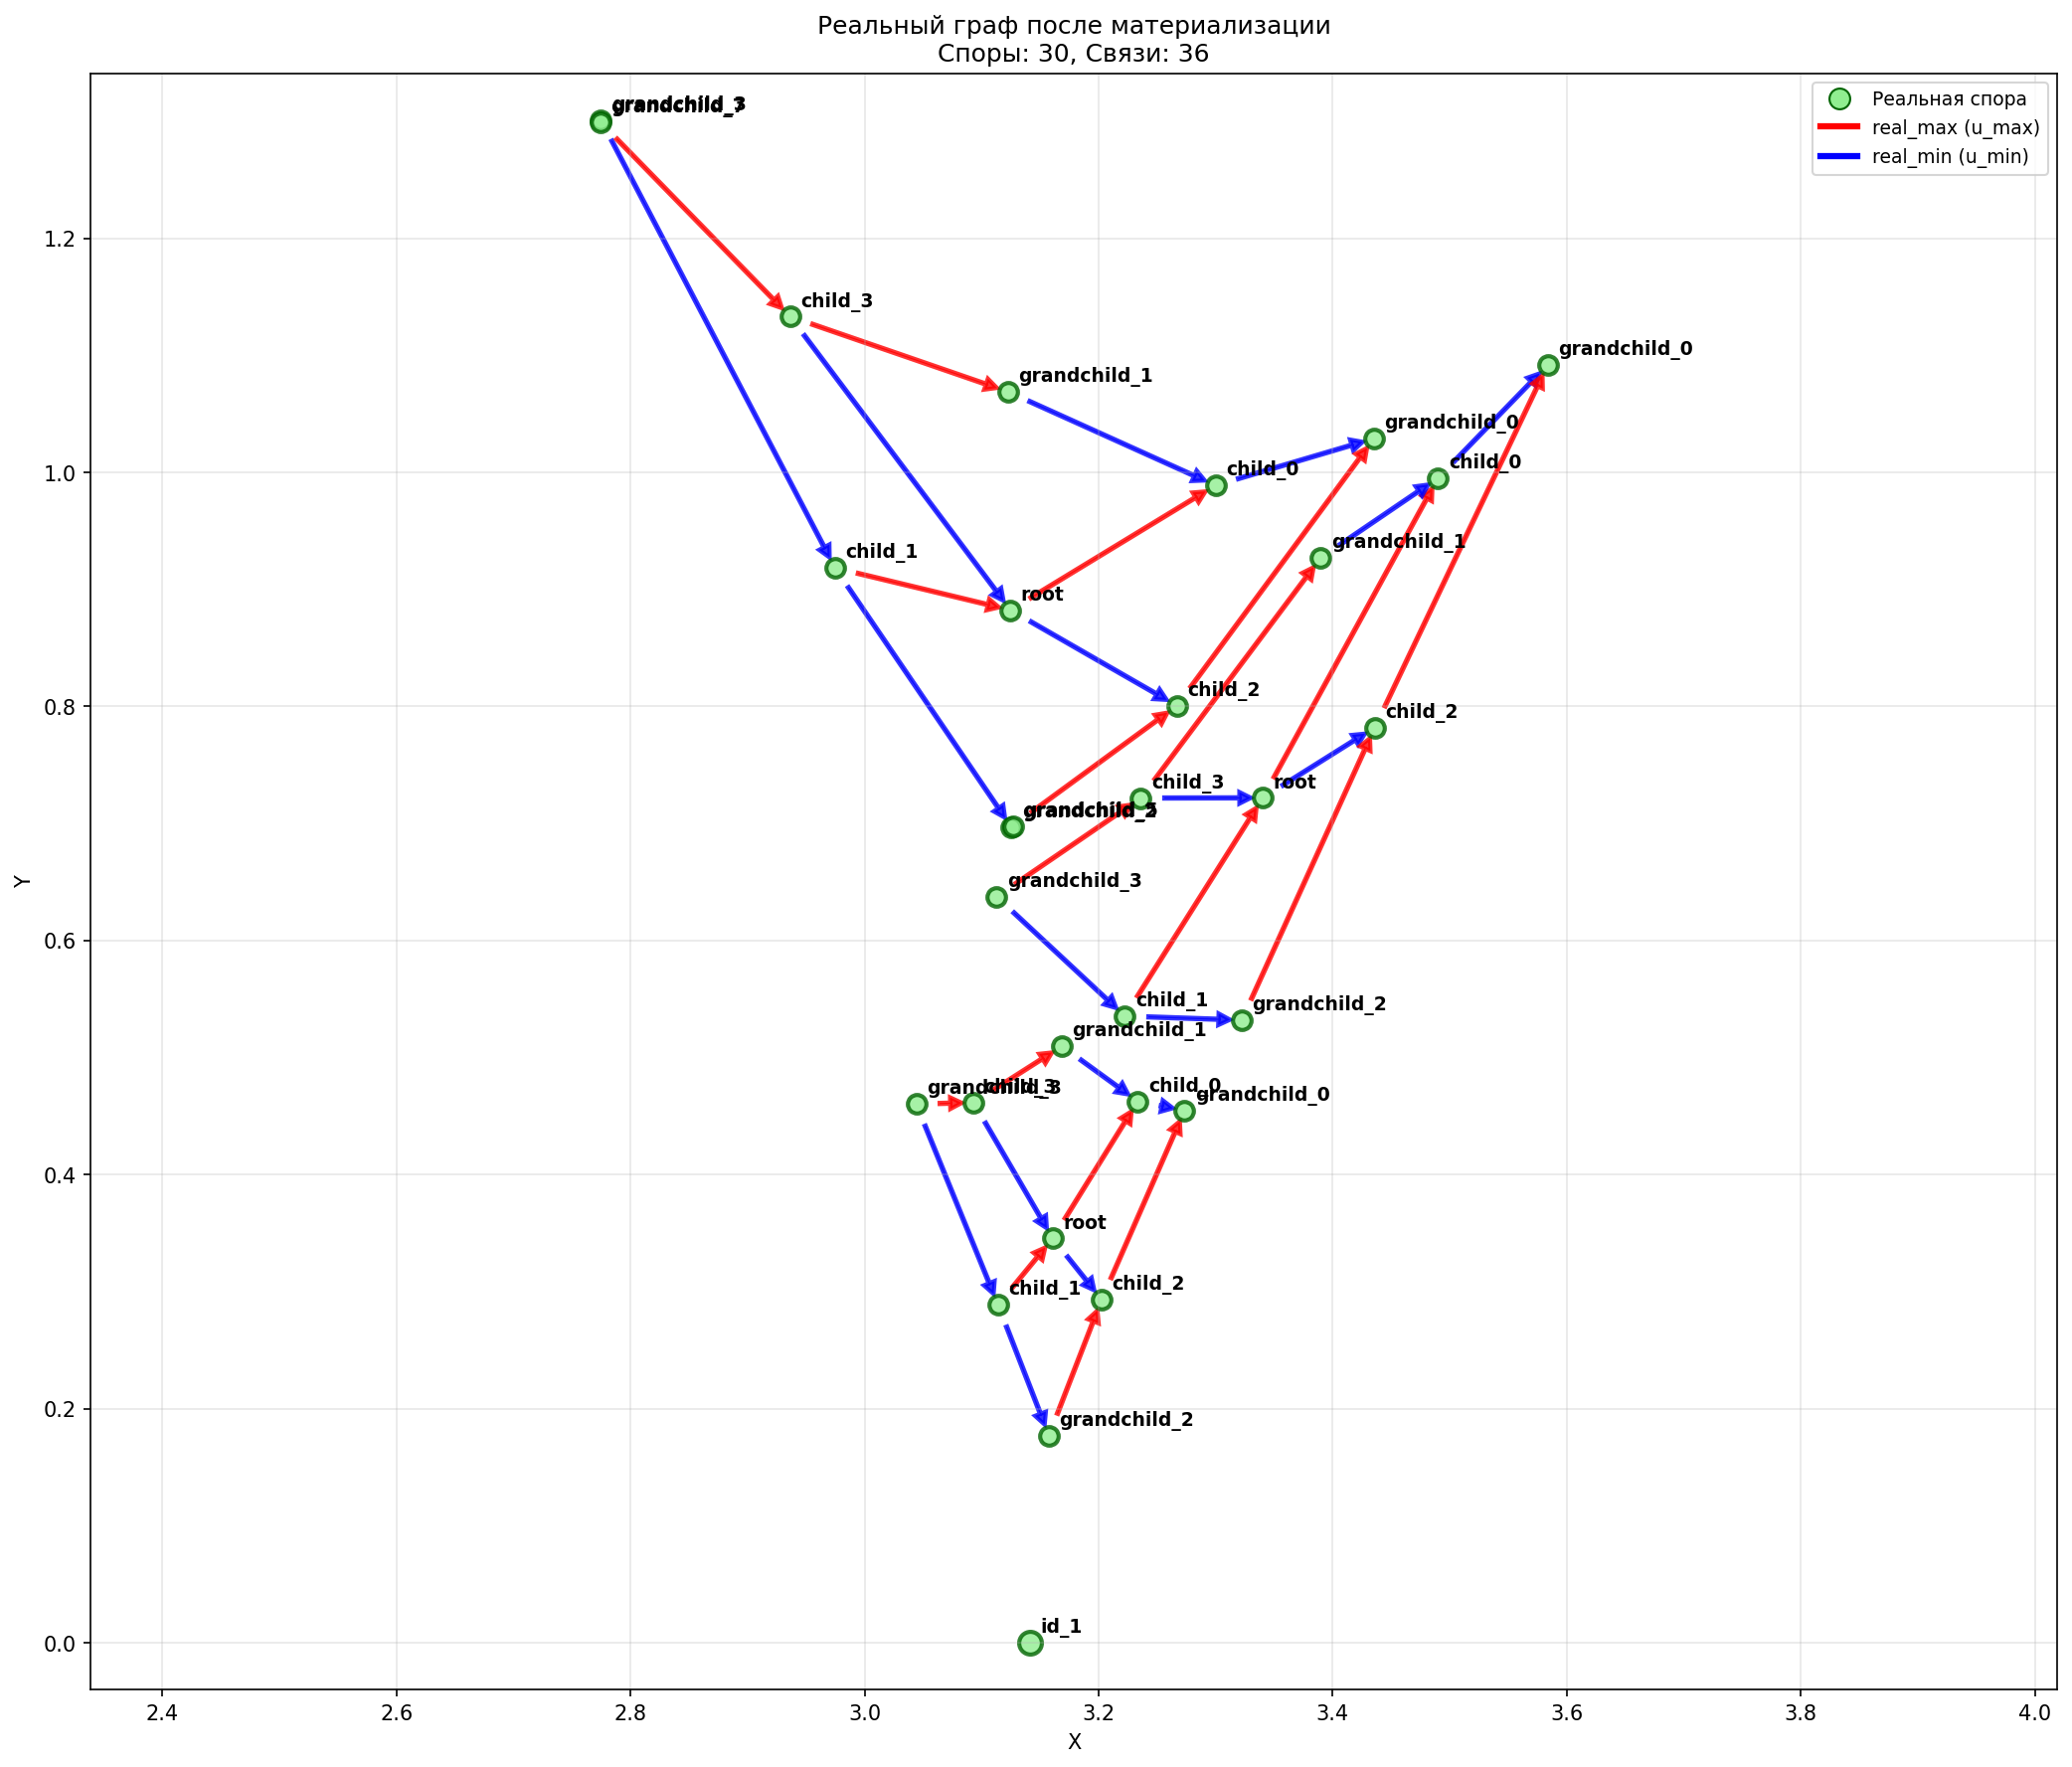 Реальный граф после материализации
Споры: 30, Связи: 36
Реальная спора
real_max (u_max)
real_min (u_min)
grandchild_3
child_3
grandchild_1
grandchild_0
grandchild_0
child_0
child_0
grandchild_1
child_1
root
child_2
child_2
child_3
root
grandchild_3
child_1
grandchild_2
grandchild_1
grandchild_3
child_3
child_0
grandchild_0
root
child_1
child_2
grandchild_2
id_1
1.2
1.0
0.8
0.6
0.4
0.2
0.0
Y
2.4
2.6
2.8
3.0
3.2
3.4
3.6
3.8
4.0
X